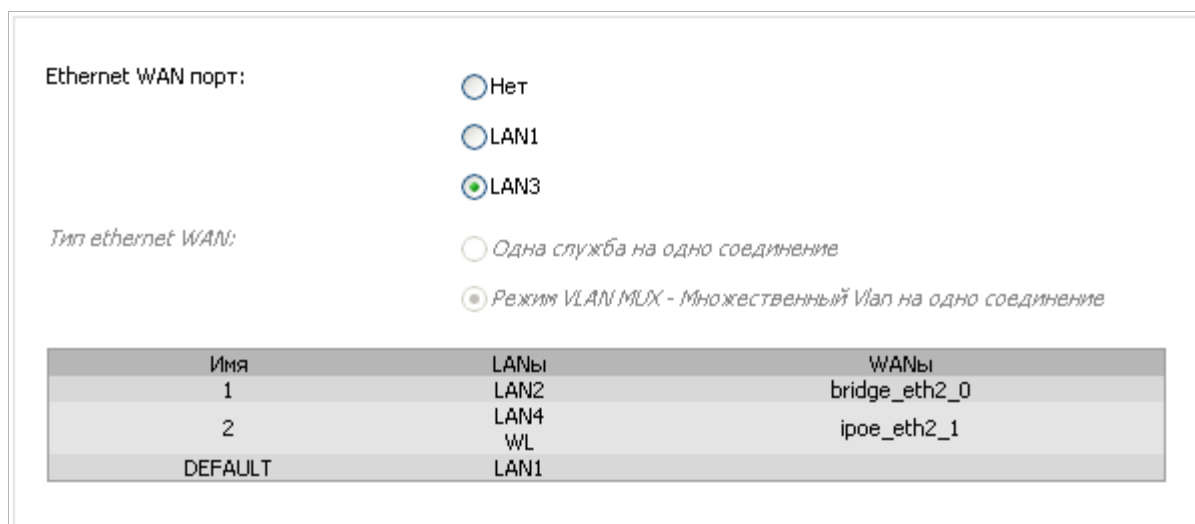 Ethernet WAN порт:
Нет
LAN1
LAN3
Тип ethernet WAN:
Одна служба на одно соединение
Режим VLAN MUX - Множественный Vlan на одно соединение
Имя LANы WANы
1 LAN2 bridge_eth2_0
2 LAN4 WL ipoe_eth2_1
DEFAULT LAN1